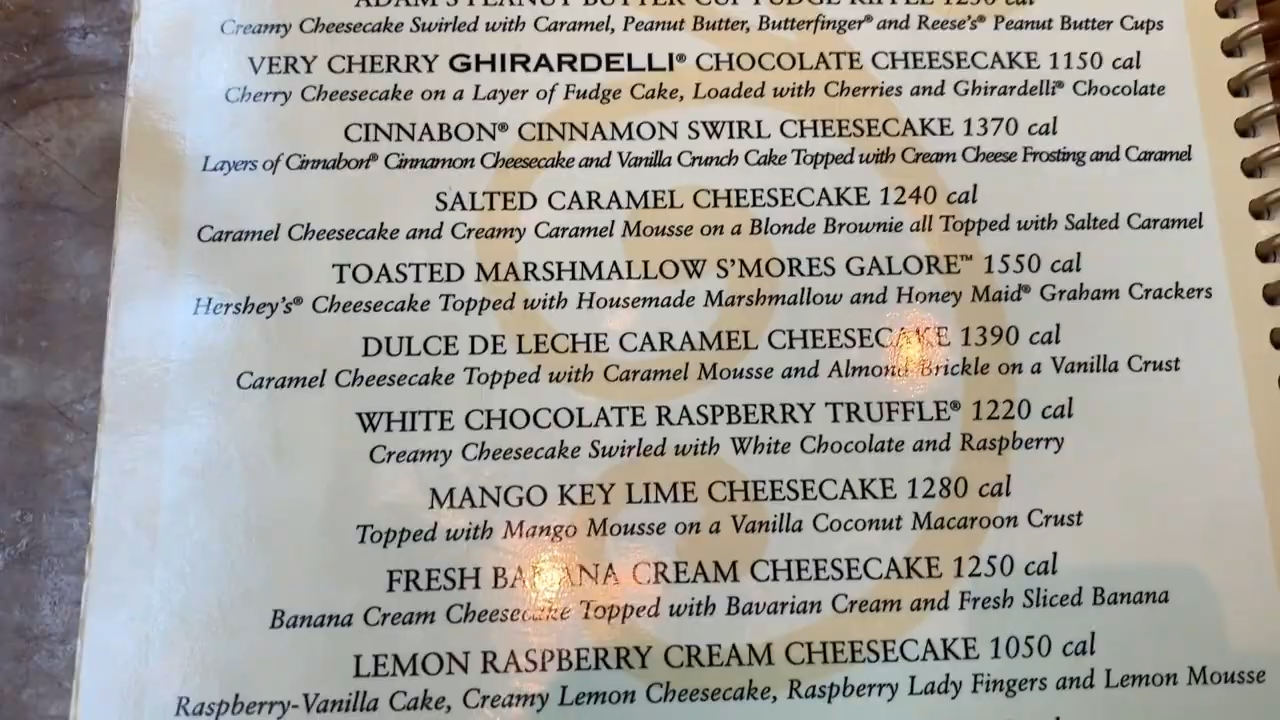 ADAM'S PEANUT BUTTER CUP FUDGE RIPPLE 1230 cal
Creamy Cheesecake Swirled with Caramel, Peanut Butter, Butterfinger® and Reese's® Peanut Butter Cups
VERY CHERRY GHIRARDELLI® CHOCOLATE CHEESECAKE 1150 cal
Cherry Cheesecake on a Layer of Fudge Cake, Loaded with Cherries and Ghirardelli® Chocolate
CINNABON® CINNAMON SWIRL CHEESECAKE 1370 cal
Layers of Cinnabon® Cinnamon Cheesecake and Vanilla Crunch Cake Topped with Cream Cheese Frosting and Caramel
SALTED CARAMEL CHEESECAKE 1240 cal
Caramel Cheesecake and Creamy Caramel Mousse on a Blonde Brownie all Topped with Salted Caramel
TOASTED MARSHMALLOW S'MORES GALORE™ 1550 cal
Hershey's® Cheesecake Topped with Housemade Marshmallow and Honey Maid® Graham Crackers
DULCE DE LECHE CARAMEL CHEESECAKE 1390 cal
Caramel Cheesecake Topped with Caramel Mousse and Almond Brickle on a Vanilla Crust
WHITE CHOCOLATE RASPBERRY TRUFFLE® 1220 cal
Creamy Cheesecake Swirled with White Chocolate and Raspberry
MANGO KEY LIME CHEESECAKE 1280 cal
Topped with Mango Mousse on a Vanilla Coconut Macaroon Crust
FRESH BANANA CREAM CHEESECAKE 1250 cal
Banana Cream Cheesecake Topped with Bavarian Cream and Fresh Sliced Banana
LEMON RASPBERRY CREAM CHEESECAKE 1050 cal
Raspberry-Vanilla Cake, Creamy Lemon Cheesecake, Raspberry Lady Fingers and Lemon Mousse